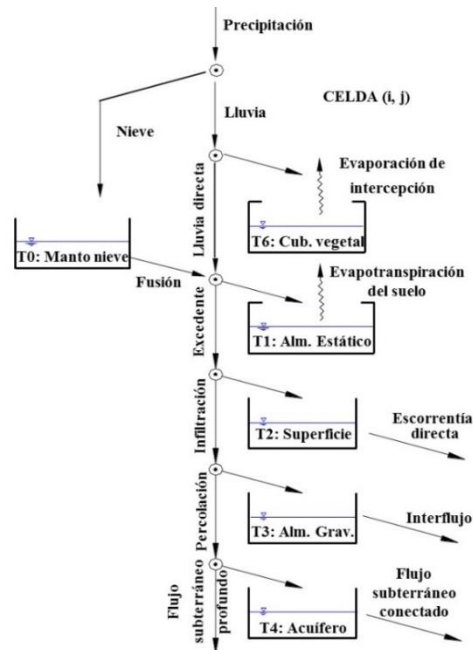 Precipitación
CELDA (i, j)
Nieve
Lluvia
Evaporación de
intercepción
Lluvia directa
T6: Cub. vegetal
T0: Manto nieve
Fusión
Evapotranspiración
del suelo
Excedente
T1: Alm. Estático
Infiltración
T2: Superficie
Escorrentía
directa
Percolación
T3: Alm. Grav.
Interflujo
Flujo
subterráneo
profundo
T4: Acuífero
Flujo
subterráneo
conectado